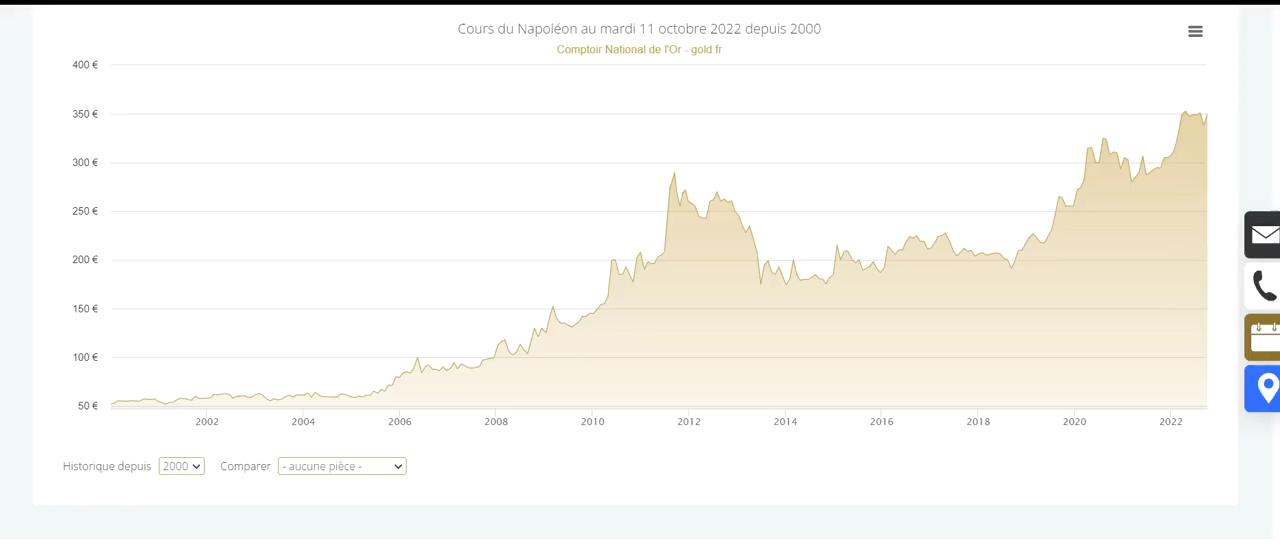 Cours du Napoléon au mardi 11 octobre 2022 depuis 2000
Comptoir National de l'Or - gold.fr
400 €
350 €
300 €
250 €
200 €
150 €
100 €
50 €
2002 2004 2006 2008 2010 2012 2014 2016 2018 2020 2022
Historique depuis 2000 Comparer - aucune pièce -